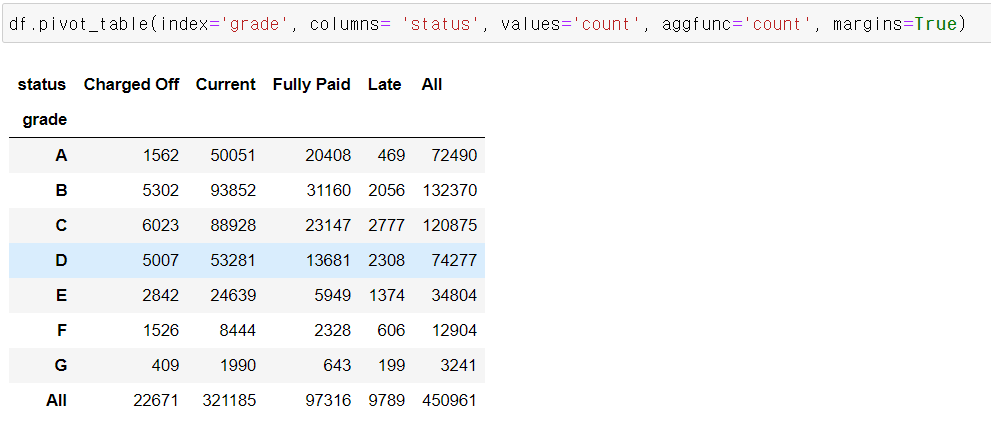 df.pivot_table(index='grade', columns= 'status', values='count', aggfunc='count', margins=True)
status Charged Off Current Fully Paid Late All
grade
A 1562 50051 20408 469 72490
B 5302 93852 31160 2056 132370
C 6023 88928 23147 2777 120875
D 5007 53281 13681 2308 74277
E 2842 24639 5949 1374 34804
F 1526 8444 2328 606 12904
G 409 1990 643 199 3241
All 22671 321185 97316 9789 450961